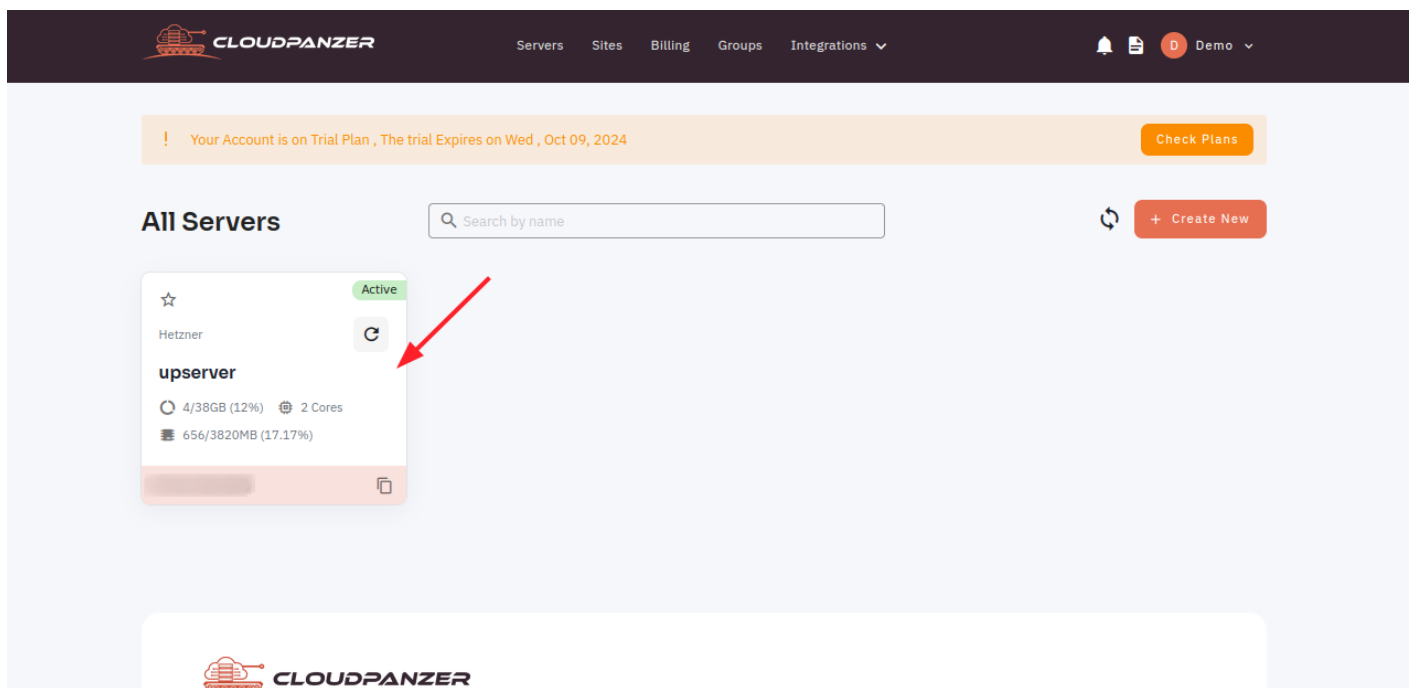 CLOUDPANZER
Servers Sites Billing Groups Integrations
D Demo
! Your Account is on Trial Plan , The trial Expires on Wed , Oct 09, 2024
Check Plans
All Servers
Search by name
+ Create New
Active
Hetzner
upserver
4/38GB (12%) 2 Cores
656/3820MB (17.17%)
CLOUDPANZER